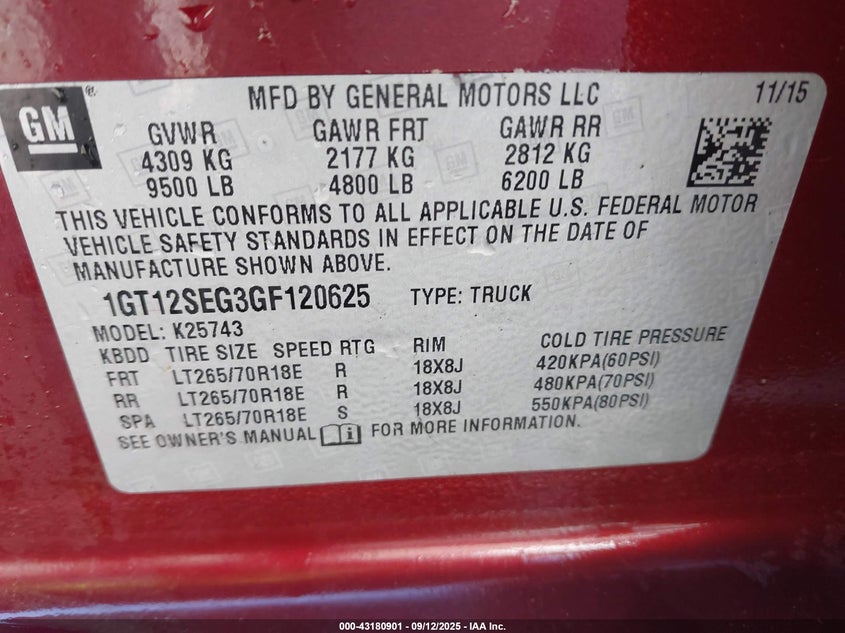 GM ® MFD BY GENERAL MOTORS LLC 11/15
GVWR GAWR FRT GAWR RR
4309 KG 2177 KG 2812 KG
9500 LB 4800 LB 6200 LB
THIS VEHICLE CONFORMS TO ALL APPLICABLE U.S. FEDERAL MOTOR
VEHICLE SAFETY STANDARDS IN EFFECT ON THE DATE OF
MANUFACTURE SHOWN ABOVE.
1GT12SEG3GF120625 TYPE: TRUCK
MODEL: K25743
KBDD TIRE SIZE SPEED RTG RIM COLD TIRE PRESSURE
FRT LT265/70R18E R 18X8J 420KPA(60PSI)
RR LT265/70R18E R 18X8J 480KPA(70PSI)
SPA LT265/70R18E S 18X8J 550KPA(80PSI)
SEE OWNER'S MANUAL i FOR MORE INFORMATION.
000-43180901 - 09/12/2025 - IAA Inc.